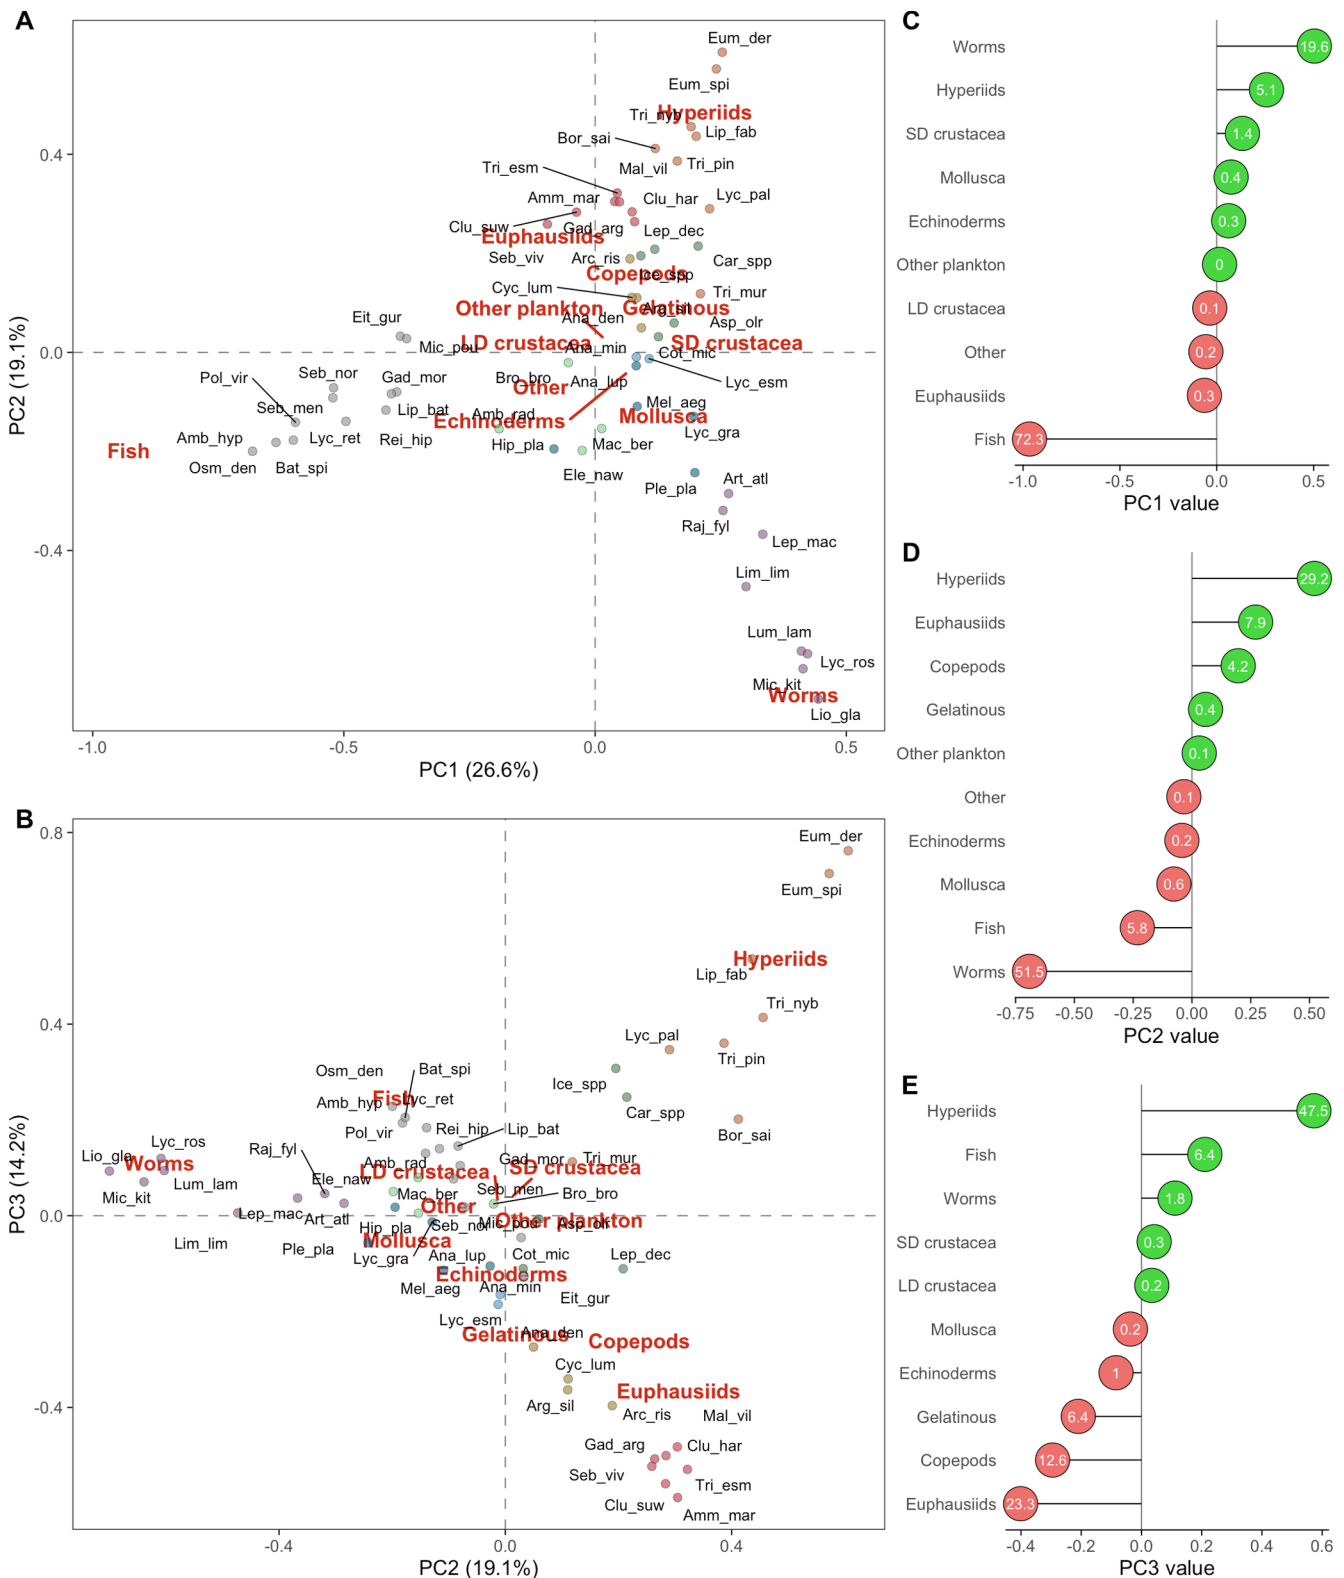 A
Eum_der
Eum_spi
Hyperiids
Tri_nyb
Lip_fab
Bor_sai
Tri_pin
Mal_vil
Tri_esm
Amm_mar
Clu_har
Lyc_pal
Clu_suw
Gad_arg
Lep_dec
Euphausiids
Seb_viv
Arc_ris
Car_spp
Copepods
Ice_spp
Cyc_lum
Tri_mur
Other plankton
Gelatinous
Arg_sil
Eit_gur
Ana_den
Asp_olr
Mic_pou
LD crustacea
Ana_min
SD crustacea
Cot_mic
Pol_vir
Seb_nor
Gad_mor
Bro_bro
Other
Ana_lup
Lyc_esm
Seb_men
Lip_bat
Amb_rad
Mel_aeg
Echinoderms
Mollusca
Amb_hyp
Lyc_ret
Rei_hip
Hip_pla
Mac_ber
Lyc_gra
Fish
Osm_den
Bat_spi
Ele_naw
Ple_pla
Art_atl
Raj_fyl
Lep_mac
Lim_lim
Lum_lam
Lyc_ros
Mic_kit
Worms
Lio_gla
0.4
0.0
-0.4
PC2 (19.1%)
-1.0
-0.5
0.0
0.5
PC1 (26.6%)
B
Eum_der
Eum_spi
Hyperiids
Lip_fab
Tri_nyb
Lyc_pal
Tri_pin
Ice_spp
Car_spp
Bor_sai
Osm_den
Bat_spi
Fish
Amb_hyp
Lyc_ret
Pol_vir
Rei_hip
Lip_bat
Lio_gla
Lyc_ros
Worms
Raj_fyl
Amb_rad
Gad_mor
Tri_mur
Mic_kit
Lum_lam
Ele_naw
LD crustacea
SD crustacea
Mac_ber
Seb_men
Bro_bro
Lep_mac
Art_atl
Other
Hip_pla
Seb_nor
Mic_pou
Other plankton
Asp_olr
Lim_lim
Ple_pla
Mollusca
Lyc_gra
Ana_lup
Cot_mic
Lep_dec
Echinoderms
Mel_aeg
Ana_min
Eit_gur
Lyc_esm
Gelatinous
Ana_den
Copepods
Cyc_lum
Euphausiids
Arg_sil
Arc_ris
Mal_vil
Gad_arg
Clu_har
Seb_viv
Tri_esm
Clu_suw
Amm_mar
0.8
0.4
0.0
-0.4
PC3 (14.2%)
-0.4
0.0
0.4
PC2 (19.1%)
C
Worms 19.6
Hyperiids 5.1
SD crustacea 1.4
Mollusca 0.4
Echinoderms 0.3
Other plankton 0
LD crustacea 0.1
Other 0.2
Euphausiids 0.3
Fish 72.3
-1.0 -0.5 0.0 0.5
PC1 value
D
Hyperiids 29.2
Euphausiids 7.9
Copepods 4.2
Gelatinous 0.4
Other plankton 0.1
Other 0.1
Echinoderms 0.2
Mollusca 0.6
Fish 5.8
Worms 51.5
-0.75 -0.50 -0.25 0.00 0.25 0.50
PC2 value
E
Hyperiids 47.5
Fish 6.4
Worms 1.8
SD crustacea 0.3
LD crustacea 0.2
Mollusca 0.2
Echinoderms 1
Gelatinous 6.4
Copepods 12.6
Euphausiids 23.3
-0.4 -0.2 0.0 0.2 0.4 0.6
PC3 value